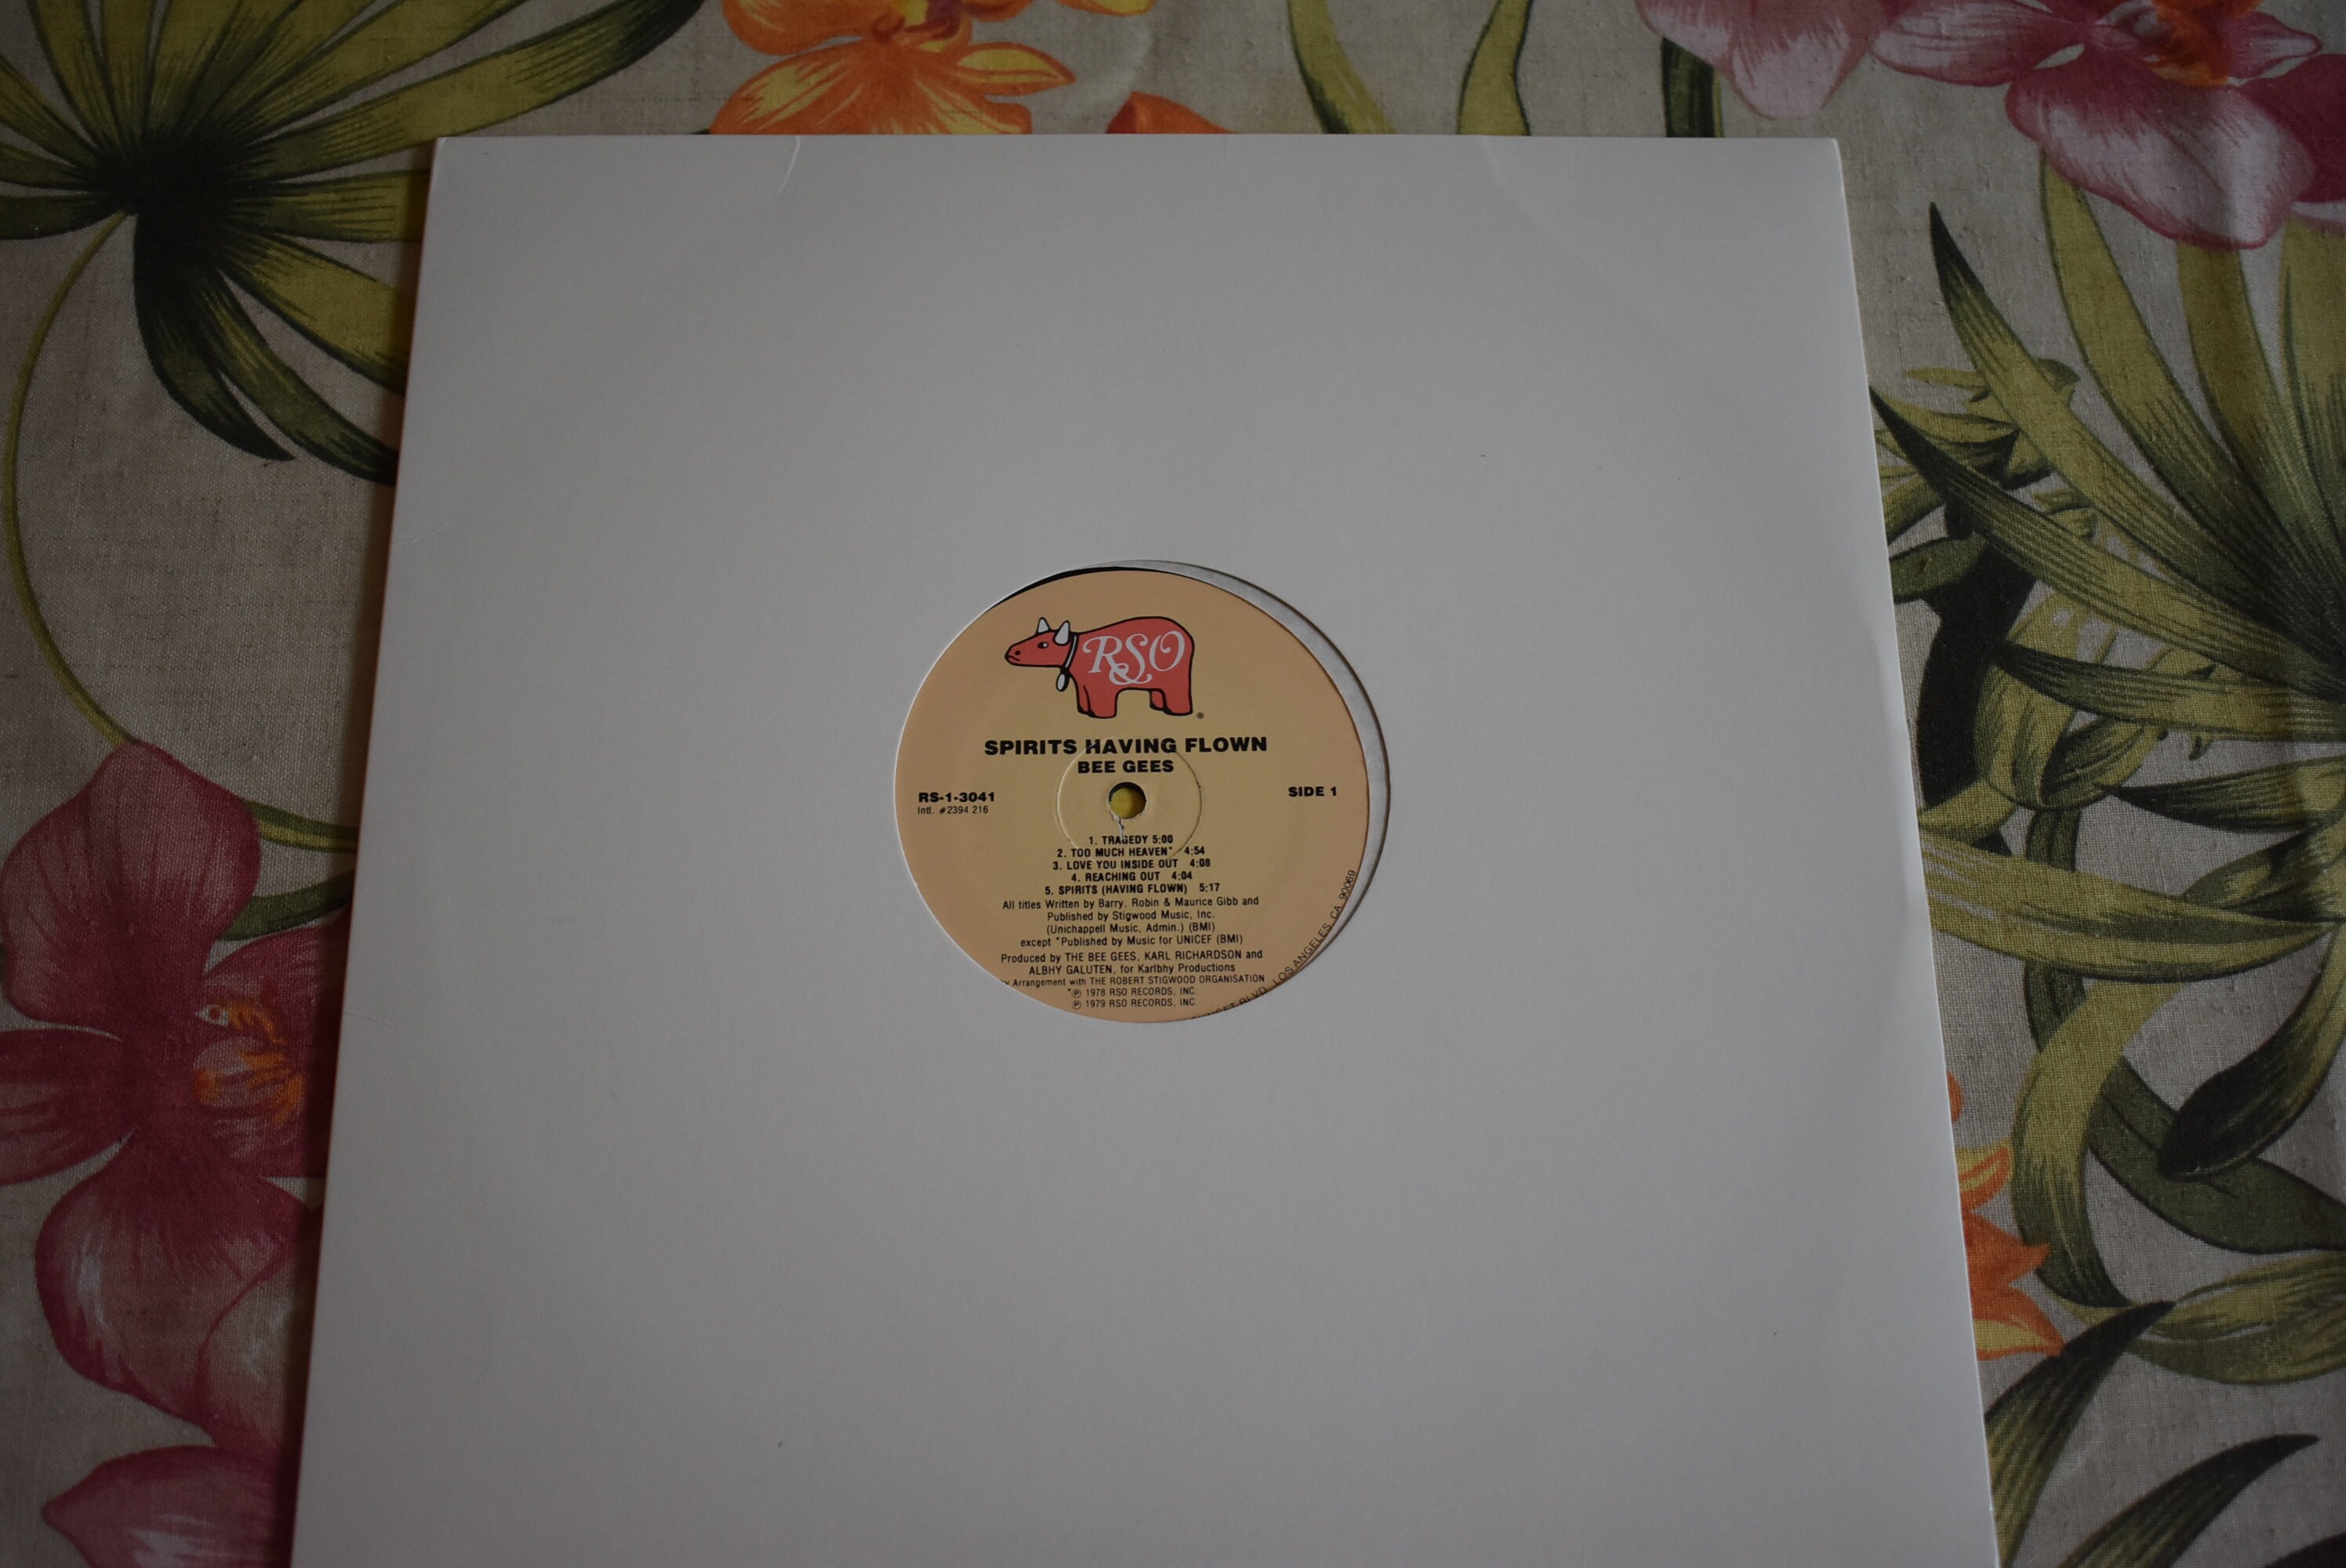 RSO
®
SPIRITS HAVING FLOWN
BEE GEES
RS-1-3041
Intl. #2394 216
SIDE 1
1. TRAGEDY 5:00
2. TOO MUCH HEAVEN* 4:54
3. LOVE YOU INSIDE OUT 4:08
4. REACHING OUT 4:04
5. SPIRITS (HAVING FLOWN) 5:17
All titles Written by Barry, Robin & Maurice Gibb and
Published by Stigwood Music, Inc.
(Unichappell Music, Admin.) (BMI)
except *Published by Music for UNICEF (BMI)
Produced by THE BEE GEES, KARL RICHARDSON and
ALBHY GALUTEN, for Karlbhy Productions
Arrangement with THE ROBERT STIGWOOD ORGANISATION
*℗ 1978 RSO RECORDS, INC.
℗ 1979 RSO RECORDS, INC.
BLVD., LOS ANGELES, CA. 90069